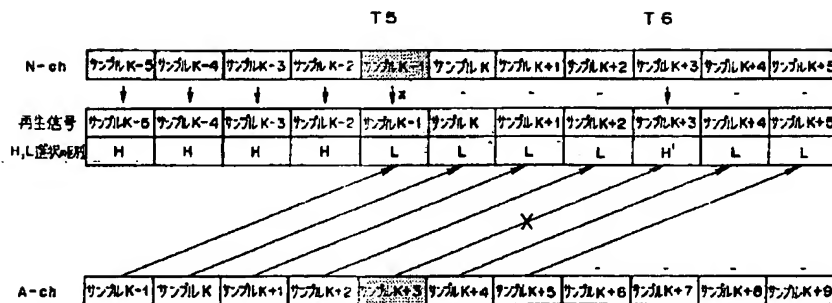 T5 T6
N-ch サンプルK-5 サンプルK-4 サンプルK-3 サンプルK-2 サンプルK-1 サンプルK サンプルK+1 サンプルK+2 サンプルK+3 サンプルK+4 サンプルK+5
x - - - - -
再生信号 サンプルK-5 サンプルK-4 サンプルK-3 サンプルK-2 サンプルK-1 サンプルK サンプルK+1 サンプルK+2 サンプルK+3 サンプルK+4 サンプルK+5
H,L選択 H H H H L L L L H' L L
X
- - - - -
A-ch サンプルK-1 サンプルK サンプルK+1 サンプルK+2 サンプルK+3 サンプルK+4 サンプルK+5 サンプルK+6 サンプルK+7 サンプルK+8 サンプルK+9